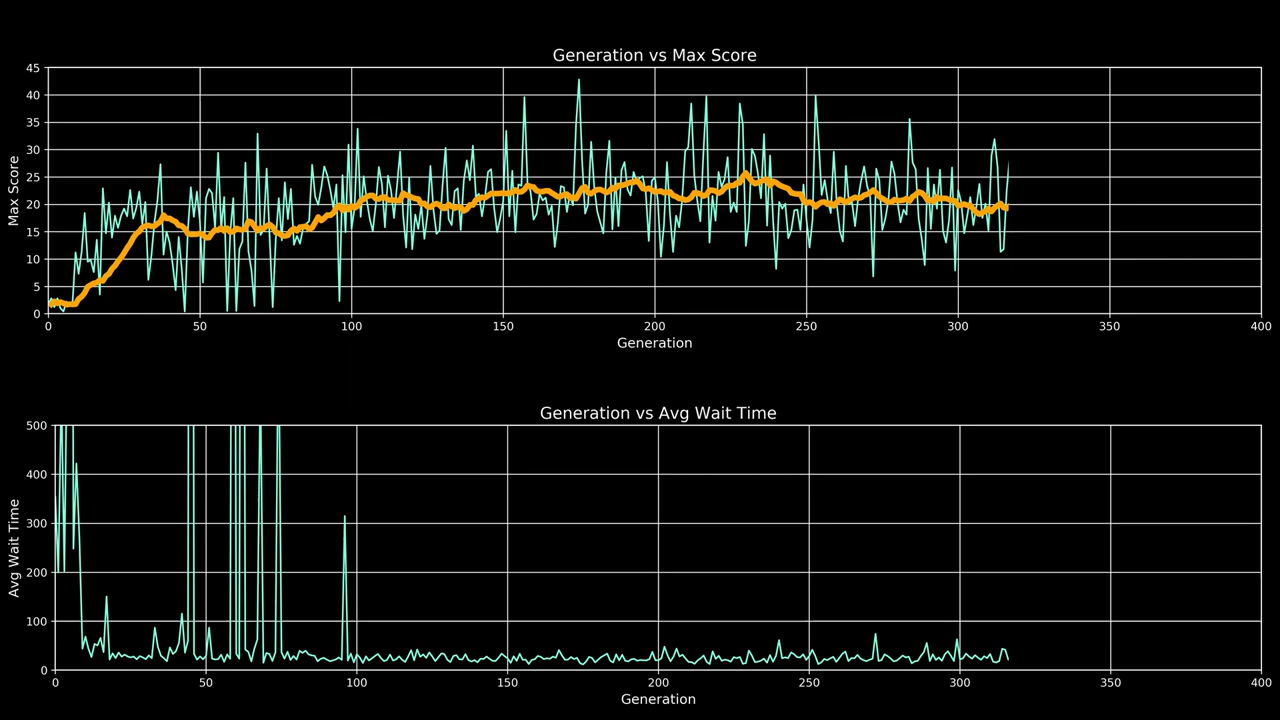 Generation vs Max Score
Max Score
45
40
35
30
25
20
15
10
5
0
0 50 100 150 200 250 300 350 400
Generation
Generation vs Avg Wait Time
Avg Wait Time
500
400
300
200
100
0
0 50 100 150 200 250 300 350 400
Generation